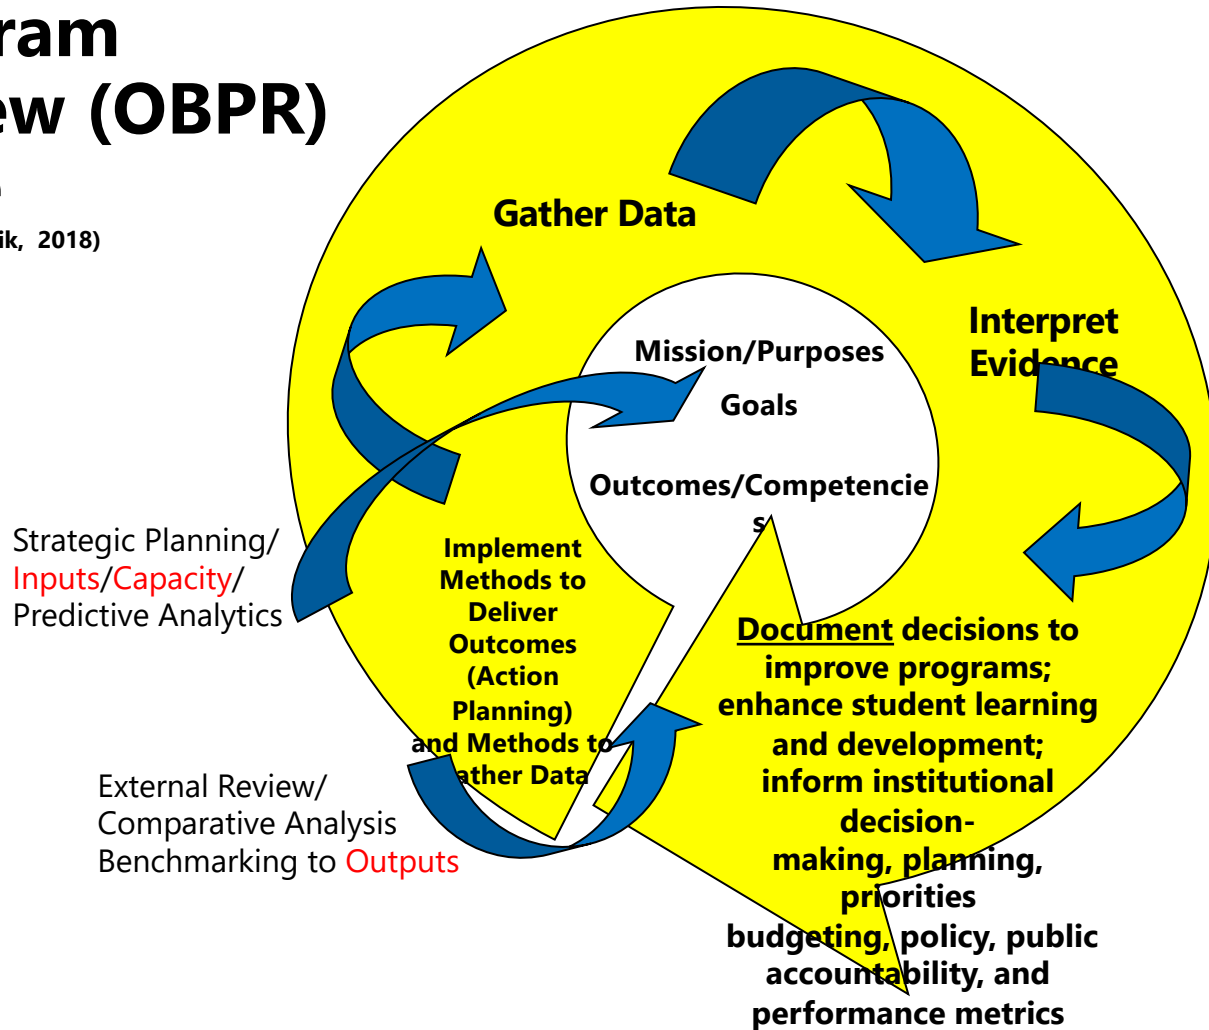 ram
ew (OBPR)
ik, 2018)
Gather Data
Interpret
Evidence
Mission/Purposes
Goals
Outcomes/Competencie
s
Strategic Planning/
Inputs/Capacity/
Predictive Analytics
Implement
Methods to
Deliver
Outcomes
(Action
Planning)
and Methods to
ather Data
External Review/
Comparative Analysis
Benchmarking to Outputs
Document decisions to
improve programs;
enhance student learning
and development;
inform institutional
decision-
making, planning,
priorities
budgeting, policy, public
accountability, and
performance metrics